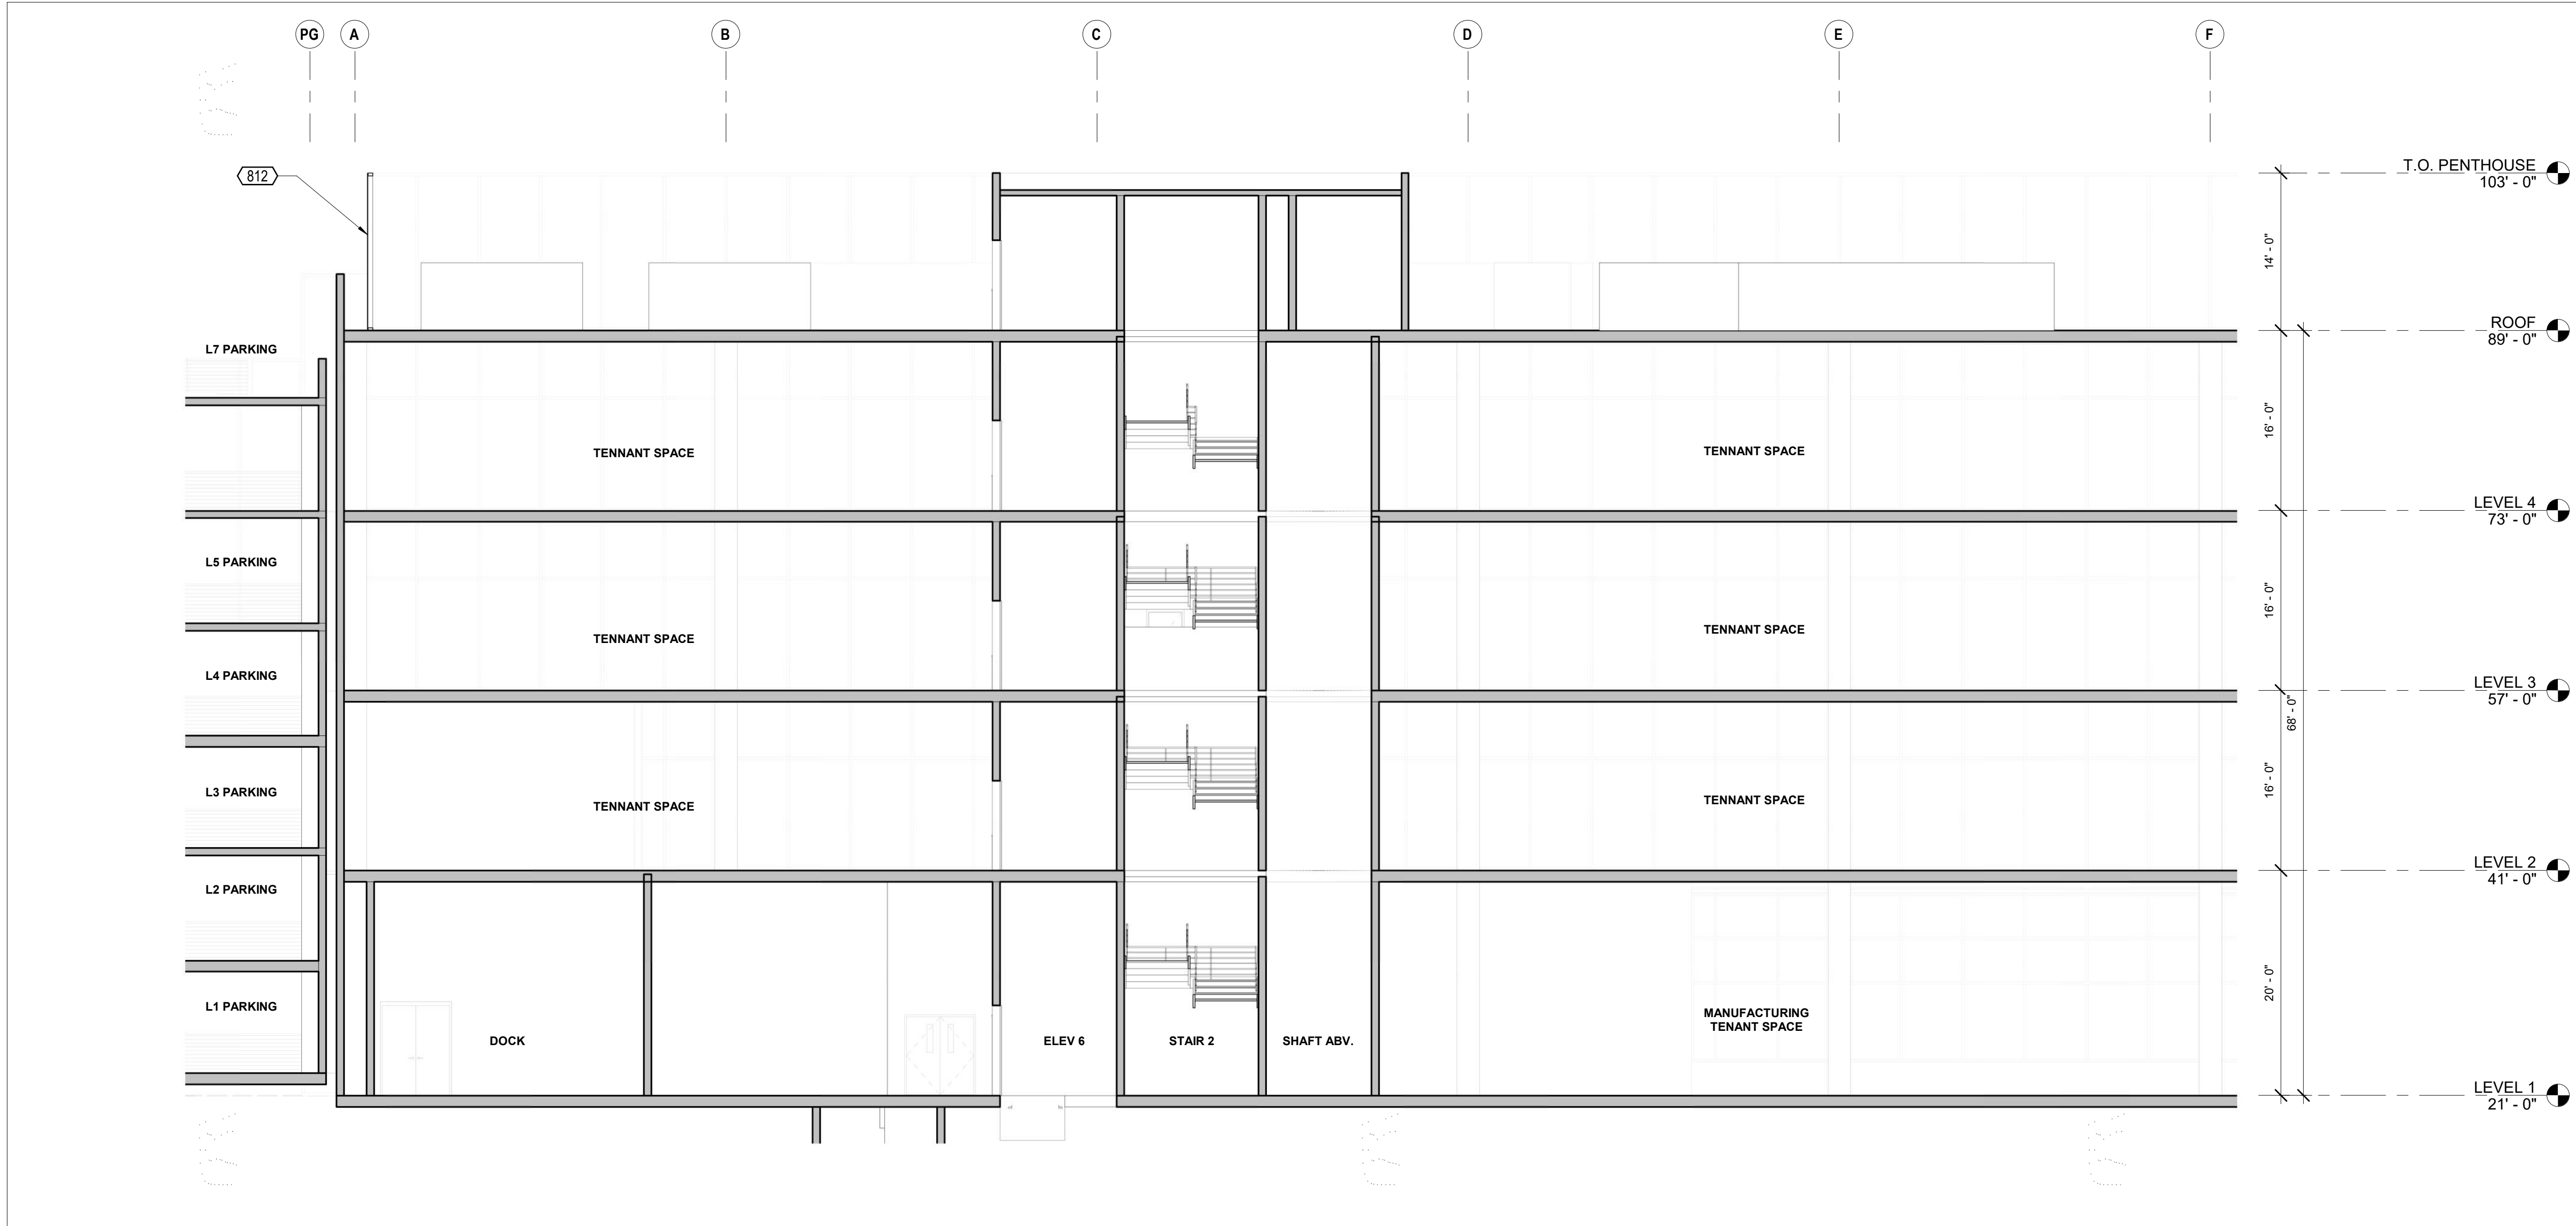 PG
A
B
C
D
E
F
812
T.O. PENTHOUSE
103' - 0"
14' - 0"
ROOF
89' - 0"
L7 PARKING
16' - 0"
TENNANT SPACE
TENNANT SPACE
LEVEL 4
73' - 0"
L5 PARKING
16' - 0"
TENNANT SPACE
TENNANT SPACE
L4 PARKING
LEVEL 3
57' - 0"
68' - 0"
16' - 0"
L3 PARKING
TENNANT SPACE
TENNANT SPACE
LEVEL 2
41' - 0"
L2 PARKING
20' - 0"
L1 PARKING
MANUFACTURING
TENANT SPACE
DOCK
ELEV 6
STAIR 2
SHAFT ABV.
LEVEL 1
21' - 0"